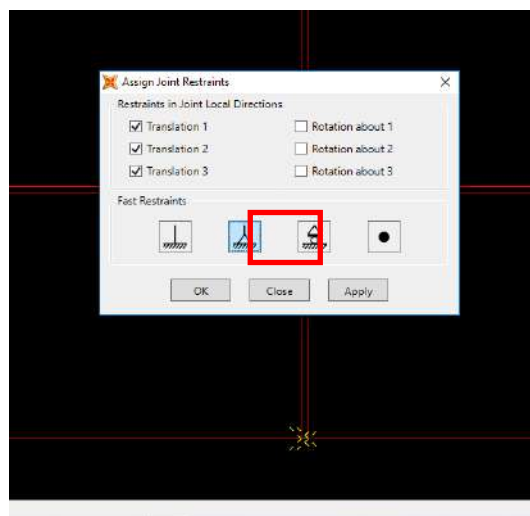 Assign Joint Restraints
Restraints in Joint Local Directions
Translation 1
Rotation about 1
Translation 2
Rotation about 2
Translation 3
Rotation about 3
Fast Restraints
OK
Close
Apply